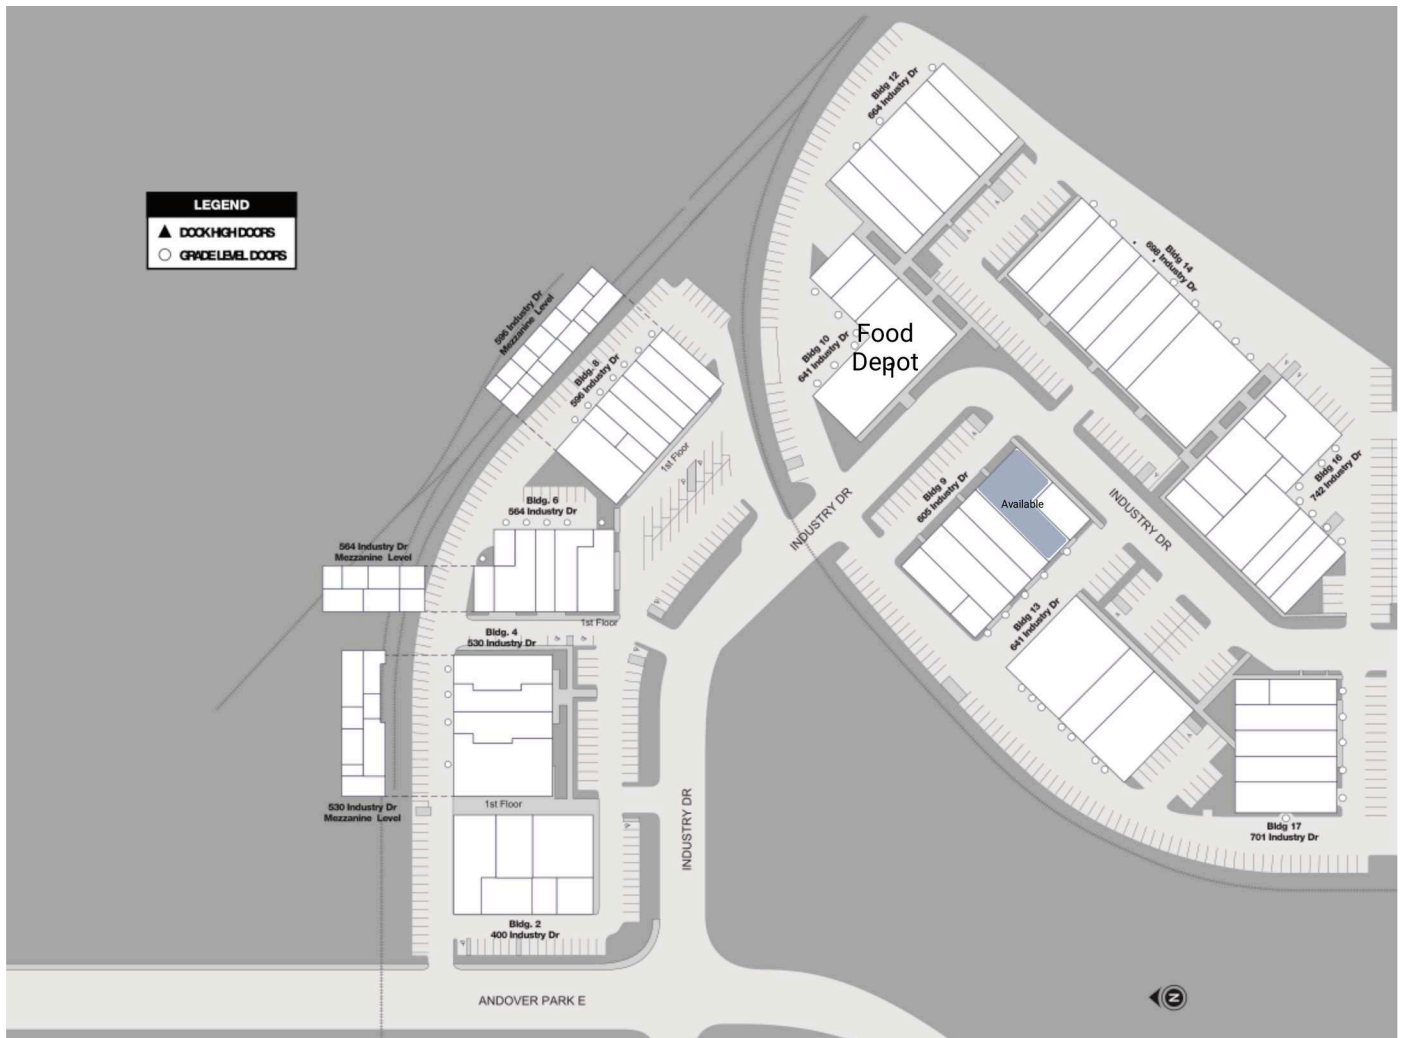 Bldg 12
664 Industry Dr
LEGEND
DOCK HIGH DOORS
GRADE LEVEL DOORS
Bldg 14
698 Industry Dr
596 Industry Dr
Mezzanine Level
Bldg. 8
596 Industry Dr
Bldg 10
641 Industry Dr
Food
Depot
1st Floor
Bldg 16
742 Industry Dr
Bldg 9
605 Industry Dr
Available
INDUSTRY DR
INDUSTRY DR
Bldg. 6
564 Industry Dr
564 Industry Dr
Mezzanine Level
1st Floor
Bldg 13
641 Industry Dr
Bldg. 4
530 Industry Dr
530 Industry Dr
Mezzanine Level
1st Floor
INDUSTRY DR
Bldg 17
701 Industry Dr
Bldg. 2
400 Industry Dr
ANDOVER PARK E
N